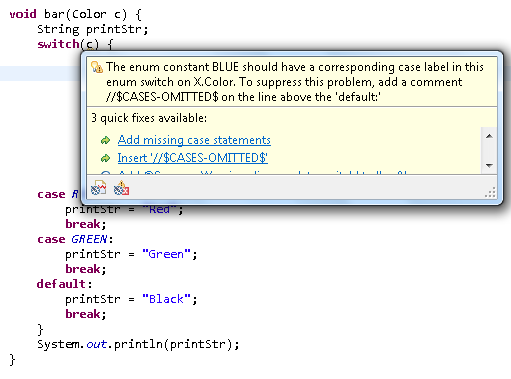 void bar(Color c) {
String printStr;
switch(c) {
The enum constant BLUE should have a corresponding case label in this
enum switch on X.Color. To suppress this problem, add a comment
//$CASES-OMITTED$ on the line above the 'default:'
3 quick fixes available:
Add missing case statements
Insert '//$CASES-OMITTED$'
case R
printStr = "Red";
break;
case GREEN:
printStr = "Green";
break;
default:
printStr = "Black";
break;
}
System.out.println(printStr);
}